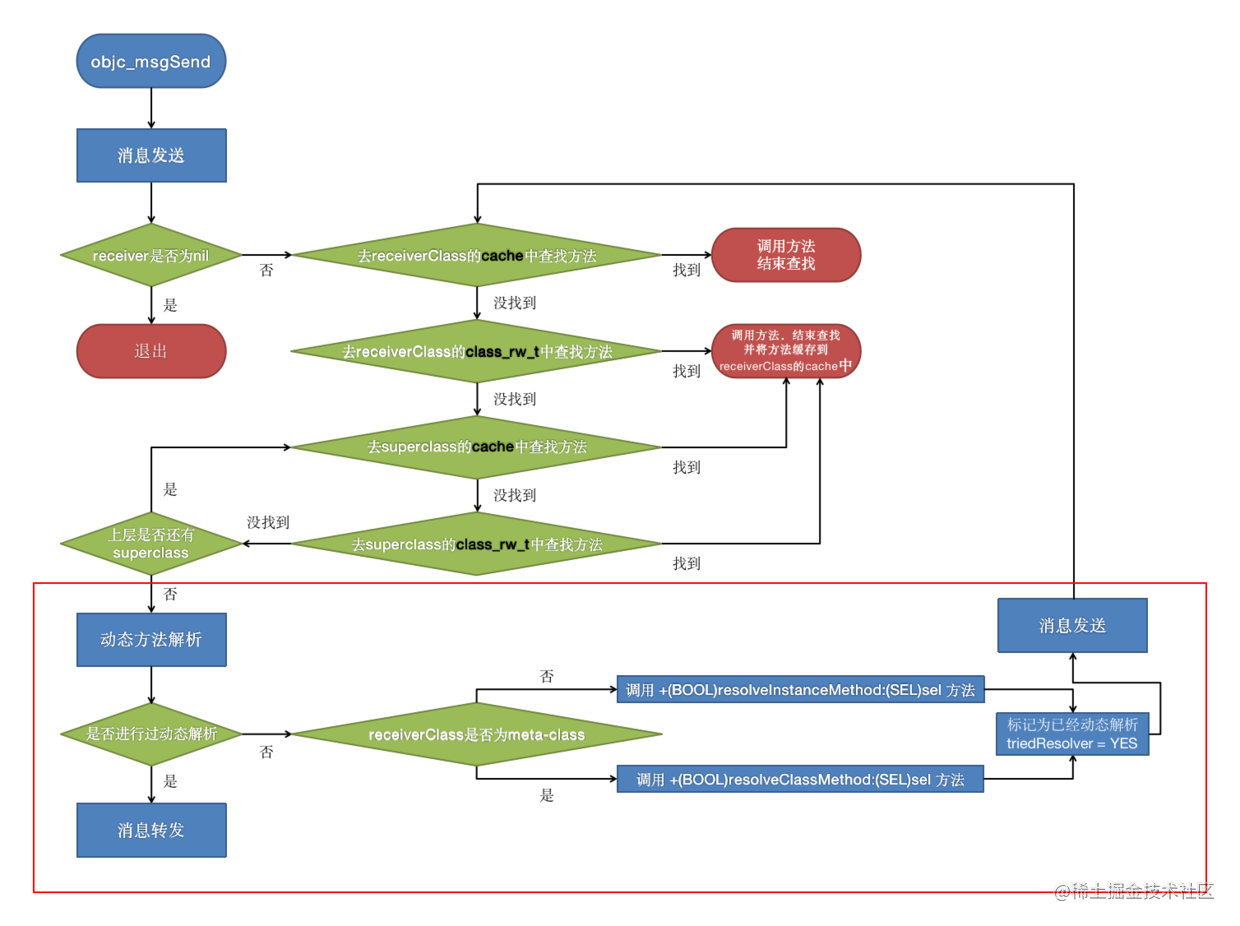 objc_msgSend
消息发送
receiver是否为nil
否
是
退出
去receiverClass的cache中查找方法
找到
调用方法
结束查找
没找到
去receiverClass的class_rw_t中查找方法
找到
调用方法，结束查找
并将方法缓存到
receiverClass的cache中
没找到
去superclass的cache中查找方法
找到
没找到
去superclass的class_rw_t中查找方法
找到
没找到
上层是否还有
superclass
是
否
动态方法解析
是否进行过动态解析
否
是
消息转发
receiverClass是否为meta-class
否
调用 +(BOOL)resolveInstanceMethod:(SEL)sel 方法
是
调用 +(BOOL)resolveClassMethod:(SEL)sel 方法
标记为已经动态解析
triedResolver = YES
消息发送
@稀土掘金技术社区